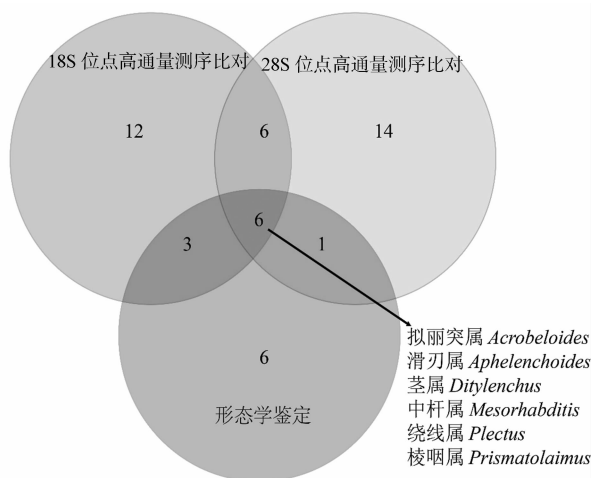 18S 位点高通量测序比对
28S 位点高通量测序比对
12
6
14
6
3
1
6
形态学鉴定
拟丽突属 Acrobeloides
滑刃属 Aphelenchoides
茎属 Ditylenchus
中杆属 Mesorhabditis
绕线属 Plectus
棱咽属 Prismatolaimus